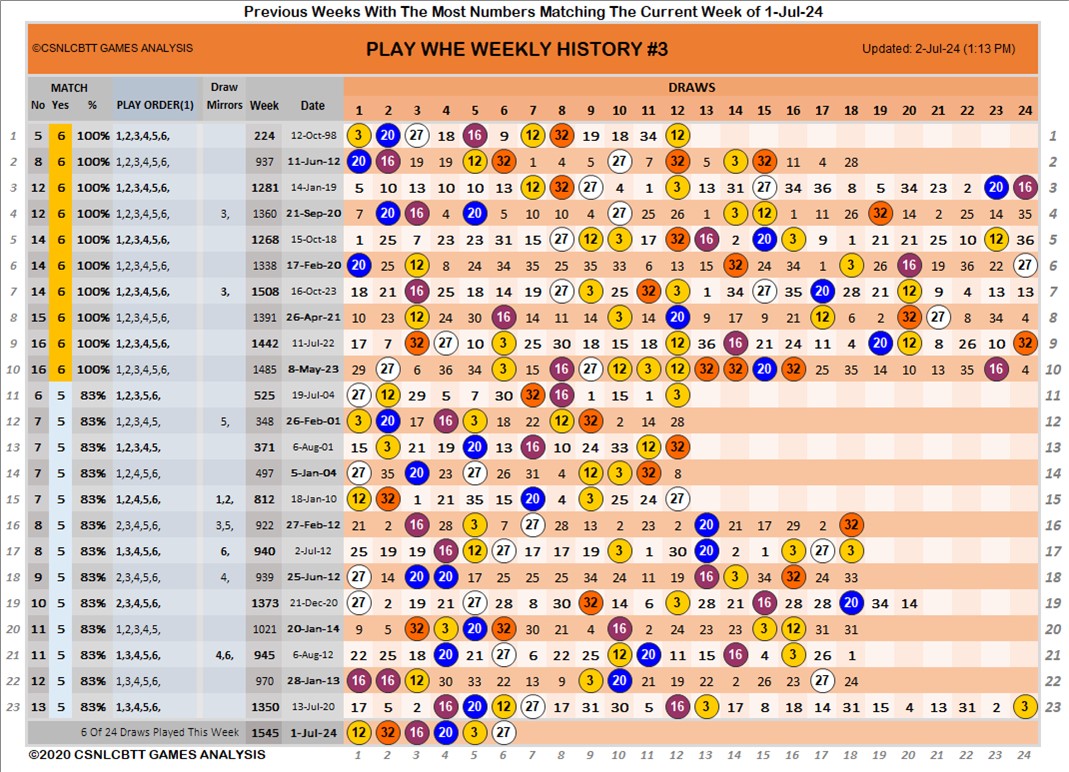 Previous Weeks With The Most Numbers Matching The Current Week of 1-Jul-24
©CSNLCBTT GAMES ANALYSIS PLAY WHE WEEKLY HISTORY #3 Updated: 2-Jul-24 (1:13 PM)
MATCH Draw DRAWS
No Yes % PLAY ORDER(1) Mirrors Week Date 1 2 3 4 5 6 7 8 9 10 11 12 13 14 15 16 17 18 19 20 21 22 23 24
1 5 6 100% 1,2,3,4,5,6, 224 12-Oct-98 3 20 27 18 16 9 12 32 19 18 34 12 1
2 8 6 100% 1,2,3,4,5,6, 937 11-Jun-12 20 16 19 19 12 32 1 4 5 27 7 32 5 3 32 11 4 28 2
3 12 6 100% 1,2,3,4,5,6, 1281 14-Jan-19 5 10 13 10 10 13 12 32 27 4 1 3 13 31 27 34 36 8 5 34 23 2 20 16 3
4 12 6 100% 1,2,3,4,5,6, 3, 1360 21-Sep-20 7 20 16 4 20 5 10 10 4 27 25 26 1 3 12 1 11 26 32 14 2 25 14 35 4
5 14 6 100% 1,2,3,4,5,6, 1268 15-Oct-18 1 25 7 23 23 31 15 27 12 3 17 32 16 2 20 3 9 1 21 21 25 10 12 36 5
6 14 6 100% 1,2,3,4,5,6, 1338 17-Feb-20 20 25 12 8 24 34 35 25 35 33 6 13 15 32 24 34 1 3 26 16 19 36 22 27 6
7 14 6 100% 1,2,3,4,5,6, 3, 1508 16-Oct-23 18 21 16 25 18 14 19 27 3 25 32 3 1 34 27 35 20 28 21 12 9 4 13 13 7
8 15 6 100% 1,2,3,4,5,6, 1391 26-Apr-21 10 23 12 24 30 16 14 11 14 3 14 20 9 17 9 21 12 6 2 32 27 8 34 4 8
9 16 6 100% 1,2,3,4,5,6, 1442 11-Jul-22 17 7 32 27 10 3 25 30 18 15 18 12 36 16 21 24 11 4 20 12 8 26 10 32 9
10 16 6 100% 1,2,3,4,5,6, 1485 8-May-23 29 27 6 36 34 3 15 16 27 12 3 12 32 32 20 32 25 35 14 10 13 35 16 4 10
11 6 5 83% 1,2,3,5,6, 525 19-Jul-04 27 12 29 5 7 30 32 16 1 15 1 3 11
12 7 5 83% 1,2,3,4,5, 5, 348 26-Feb-01 3 20 17 16 3 18 22 12 32 2 14 28 12
13 7 5 83% 1,2,3,4,5, 371 6-Aug-01 15 3 21 19 20 13 16 10 24 33 12 32 13
14 7 5 83% 1,2,4,5,6, 497 5-Jan-04 27 35 20 23 27 26 31 4 12 3 32 8 14
15 7 5 83% 1,2,4,5,6, 1,2, 812 18-Jan-10 12 32 1 21 35 15 20 4 3 25 24 27 15
16 8 5 83% 2,3,4,5,6, 3,5, 922 27-Feb-12 21 2 16 28 3 7 27 28 13 2 23 2 20 21 17 29 2 32 16
17 8 5 83% 1,3,4,5,6, 6, 940 2-Jul-12 25 19 19 16 12 27 17 17 19 3 1 30 20 2 1 3 27 3 17
18 9 5 83% 2,3,4,5,6, 4, 939 25-Jun-12 27 14 20 20 17 25 25 25 34 24 11 19 16 3 34 32 24 33 18
19 10 5 83% 2,3,4,5,6, 1373 21-Dec-20 27 2 19 21 27 28 8 30 32 14 6 3 28 21 16 28 28 20 34 14 19
20 11 5 83% 1,2,3,4,5, 1021 20-Jan-14 9 5 32 3 20 32 30 21 4 16 2 24 23 23 3 12 31 31 20
21 11 5 83% 1,3,4,5,6, 4,6, 945 6-Aug-12 22 25 18 20 21 27 6 22 25 12 20 11 15 16 4 3 26 1 21
22 12 5 83% 1,3,4,5,6, 970 28-Jan-13 16 16 12 30 33 22 13 9 3 20 21 19 22 2 26 23 27 24 22
23 13 5 83% 1,3,4,5,6, 1350 13-Jul-20 17 5 2 16 20 12 27 17 31 30 5 16 3 17 8 18 14 31 15 4 13 31 2 3 23
6 Of 24 Draws Played This Week 1545 1-Jul-24 12 32 16 20 3 27
©2020 CSNLCBTT GAMES ANALYSIS 1 2 3 4 5 6 7 8 9 10 11 12 13 14 15 16 17 18 19 20 21 22 23 24